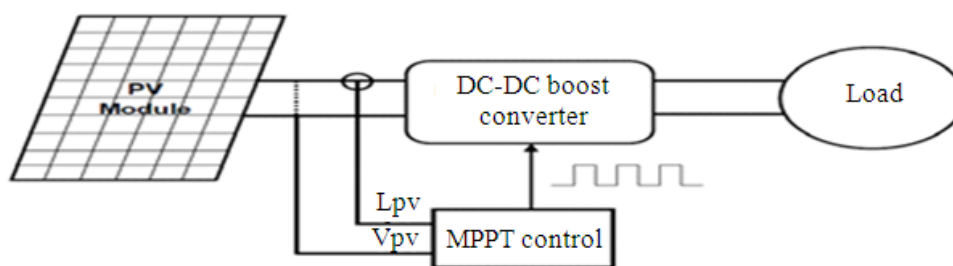 PV
Module
DC-DC boost
converter
Load
Lpv
Vpv
MPPT control